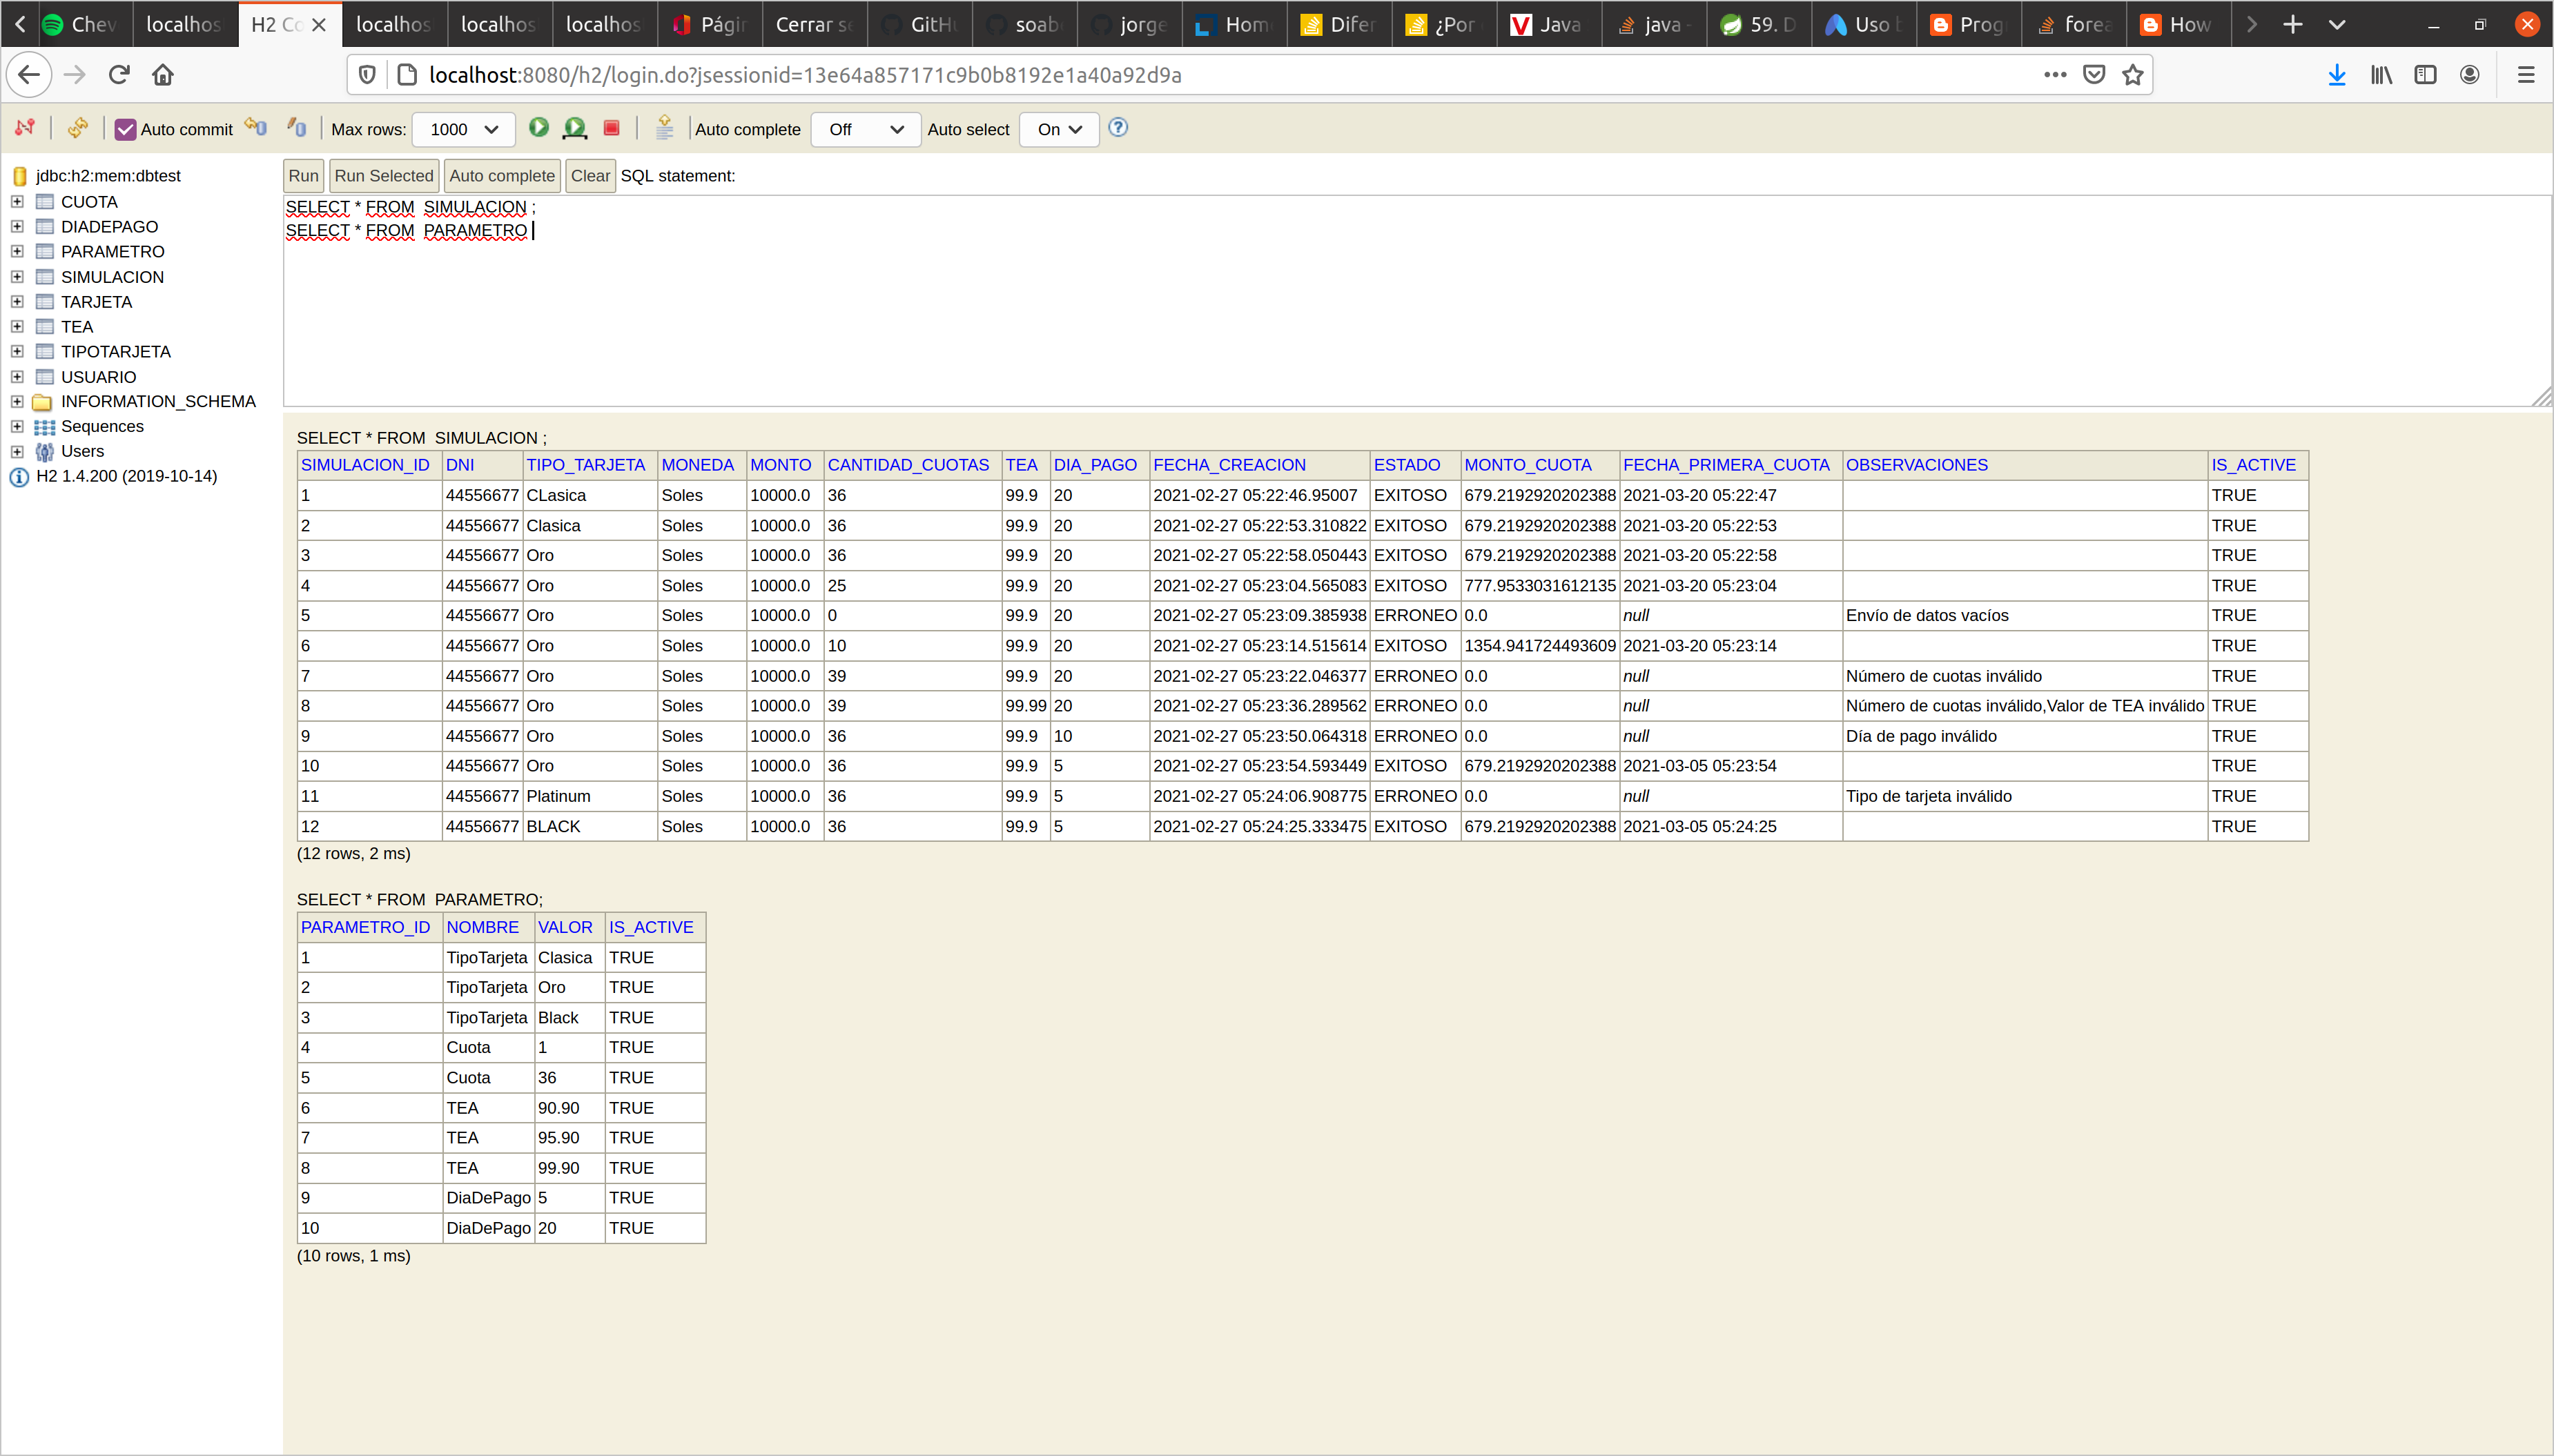 Chev localhos H2 Co localhos localhos localhos Págir Cerrar se GitHu soab jorge Hom Difer ¿Por Java java - 59. D Uso b Prog forea How
localhost:8080/h2/login.do?jsessionid=13e64a857171c9b0b8192e1a40a92d9a
Auto commit Max rows: 1000 Auto complete Off Auto select On
jdbc:h2:mem:dbtest
CUOTA
DIADEPAGO
PARAMETRO
SIMULACION
TARJETA
TEA
TIPOTARJETA
USUARIO
INFORMATION_SCHEMA
Sequences
Users
H2 1.4.200 (2019-10-14)
Run Run Selected Auto complete Clear SQL statement:
SELECT * FROM SIMULACION ;
SELECT * FROM PARAMETRO
SELECT * FROM SIMULACION ;
SIMULACION_ID DNI TIPO_TARJETA MONEDA MONTO CANTIDAD_CUOTAS TEA DIA_PAGO FECHA_CREACION ESTADO MONTO_CUOTA FECHA_PRIMERA_CUOTA OBSERVACIONES IS_ACTIVE
1 44556677 CLasica Soles 10000.0 36 99.9 20 2021-02-27 05:22:46.95007 EXITOSO 679.2192920202388 2021-03-20 05:22:47 TRUE
2 44556677 Clasica Soles 10000.0 36 99.9 20 2021-02-27 05:22:53.310822 EXITOSO 679.2192920202388 2021-03-20 05:22:53 TRUE
3 44556677 Oro Soles 10000.0 36 99.9 20 2021-02-27 05:22:58.050443 EXITOSO 679.2192920202388 2021-03-20 05:22:58 TRUE
4 44556677 Oro Soles 10000.0 25 99.9 20 2021-02-27 05:23:04.565083 EXITOSO 777.9533031612135 2021-03-20 05:23:04 TRUE
5 44556677 Oro Soles 10000.0 0 99.9 20 2021-02-27 05:23:09.385938 ERRONEO 0.0 null Envío de datos vacíos TRUE
6 44556677 Oro Soles 10000.0 10 99.9 20 2021-02-27 05:23:14.515614 EXITOSO 1354.941724493609 2021-03-20 05:23:14 TRUE
7 44556677 Oro Soles 10000.0 39 99.9 20 2021-02-27 05:23:22.046377 ERRONEO 0.0 null Número de cuotas inválido TRUE
8 44556677 Oro Soles 10000.0 39 99.99 20 2021-02-27 05:23:36.289562 ERRONEO 0.0 null Número de cuotas inválido,Valor de TEA inválido TRUE
9 44556677 Oro Soles 10000.0 36 99.9 10 2021-02-27 05:23:50.064318 ERRONEO 0.0 null Día de pago inválido TRUE
10 44556677 Oro Soles 10000.0 36 99.9 5 2021-02-27 05:23:54.593449 EXITOSO 679.2192920202388 2021-03-05 05:23:54 TRUE
11 44556677 Platinum Soles 10000.0 36 99.9 5 2021-02-27 05:24:06.908775 ERRONEO 0.0 null Tipo de tarjeta inválido TRUE
12 44556677 BLACK Soles 10000.0 36 99.9 5 2021-02-27 05:24:25.333475 EXITOSO 679.2192920202388 2021-03-05 05:24:25 TRUE
(12 rows, 2 ms)
SELECT * FROM PARAMETRO;
PARAMETRO_ID NOMBRE VALOR IS_ACTIVE
1 TipoTarjeta Clasica TRUE
2 TipoTarjeta Oro TRUE
3 TipoTarjeta Black TRUE
4 Cuota 1 TRUE
5 Cuota 36 TRUE
6 TEA 90.90 TRUE
7 TEA 95.90 TRUE
8 TEA 99.90 TRUE
9 DiaDePago 5 TRUE
10 DiaDePago 20 TRUE
(10 rows, 1 ms)